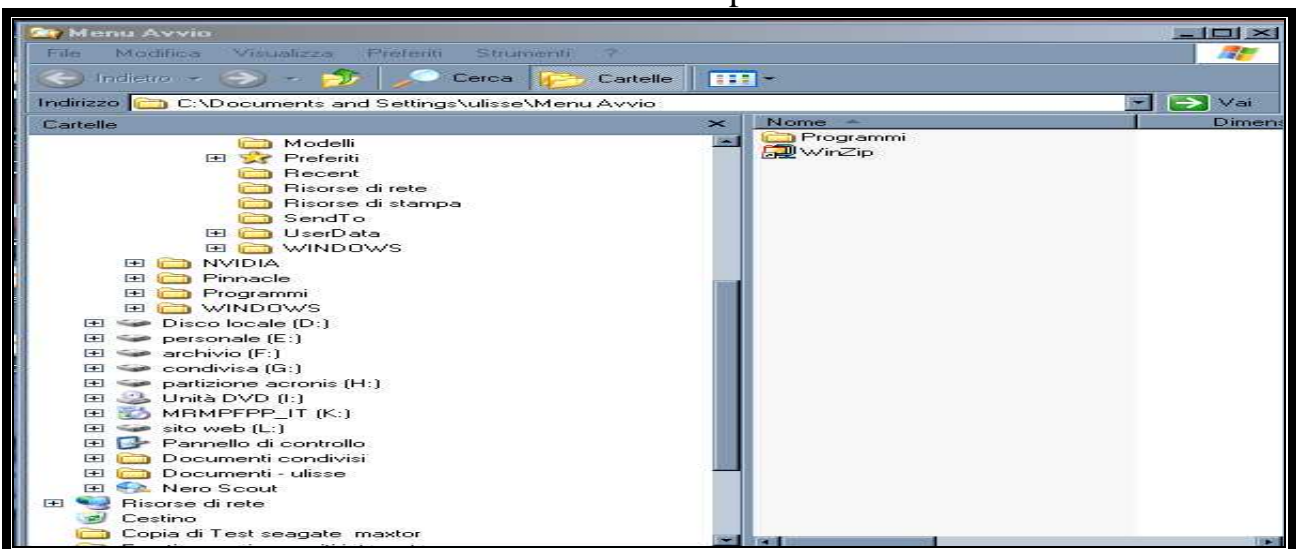 Menu Avvio
File Modifica Visualizza Preferiti Strumenti ?
Indietro Cerca Cartelle
Indirizzo C:\Documents and Settings\ulisse\Menu Avvio Vai
Cartelle
Modelli
Preferiti
Recent
Risorse di rete
Risorse di stampa
SendTo
UserData
WINDOWS
NVIDIA
Pinnacle
Programmi
WINDOWS
Disco locale (D:)
personale (E:)
archivio (F:)
condivisa (G:)
partizione acronis (H:)
Unità DVD (I:)
MRMPFPP_IT (K:)
sito web (L:)
Pannello di controllo
Documenti condivisi
Documenti - ulisse
Nero Scout
Risorse di rete
Cestino
Copia di Test seagate maxtor
Nome Dimens
Programmi
WinZip